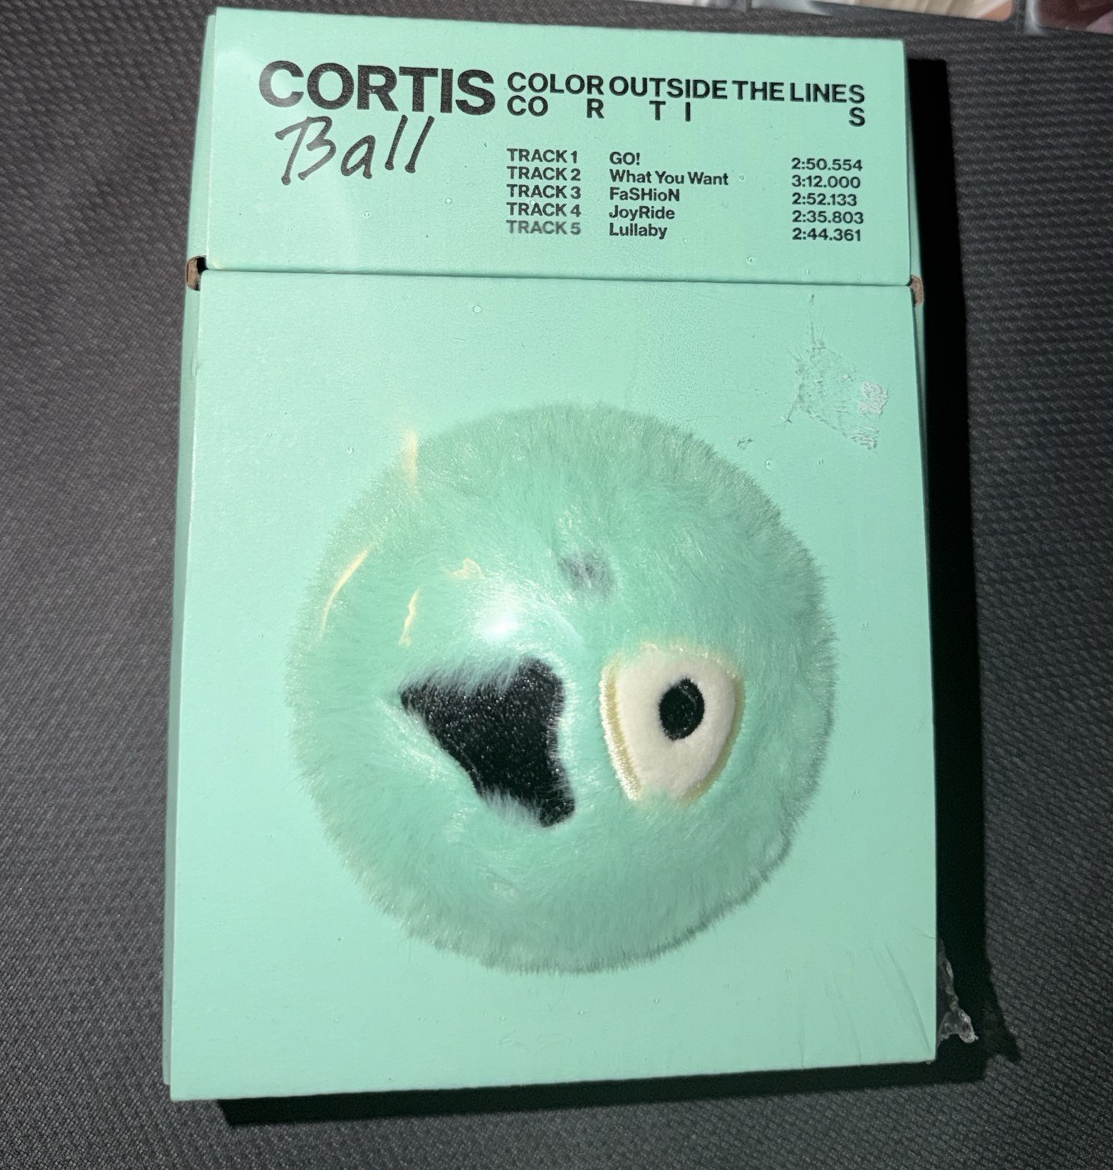 CORTIS
Ball
COLOR OUTSIDE THE LINES
CO R T I S
TRACK 1 GO! 2:50.554
TRACK 2 What You Want 3:12.000
TRACK 3 FaSHioN 2:52.133
TRACK 4 JoyRide 2:35.803
TRACK 5 Lullaby 2:44.361